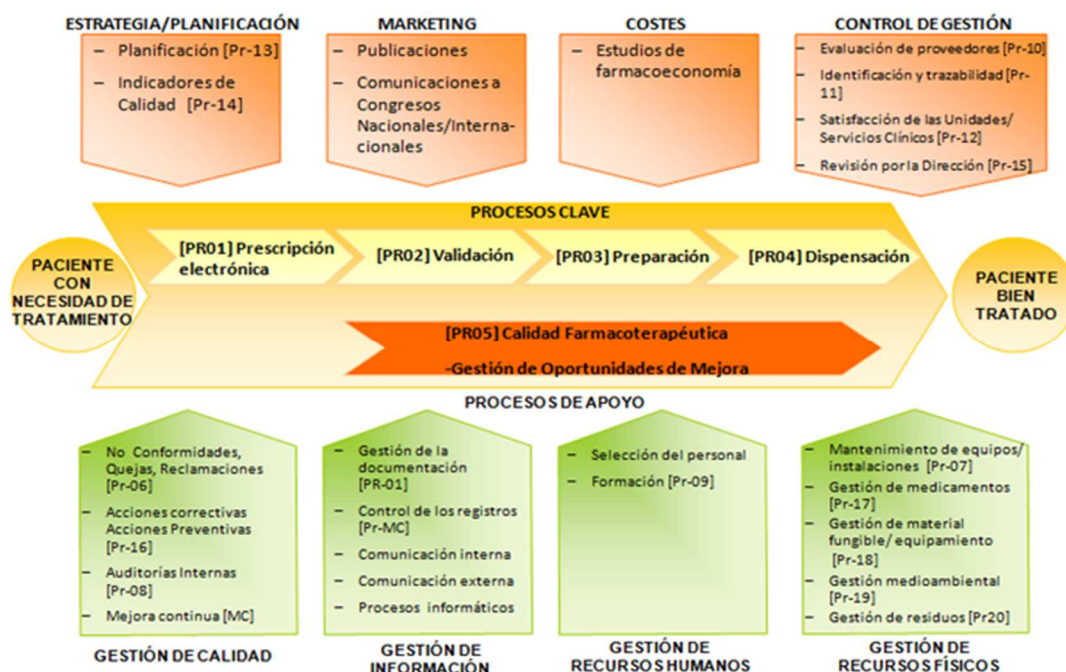 ESTRATEGIA/PLANIFICACIÓN
– Planificación [Pr-13]
– Indicadores de
Calidad [Pr-14]
MARKETING
– Publicaciones
– Comunicaciones a
Congresos
Nacionales/Interna-
cionales
COSTES
– Estudios de
farmacoeconomía
CONTROL DE GESTIÓN
– Evaluación de proveedores [Pr-10]
– Identificación y trazabilidad [Pr-
11]
– Satisfacción de las Unidades/
Servicios Clínicos [Pr-12]
– Revisión por la Dirección [Pr-15]
PROCESOS CLAVE
PACIENTE
CON
NECESIDAD DE
TRATAMIENTO
[PR01] Prescripción
electrónica
[PR02] Validación
[PR03] Preparación
[PR04] Dispensación
[PR05] Calidad Farmacoterapéutica
-Gestión de Oportunidades de Mejora
PACIENTE
BIEN
TRATADO
PROCESOS DE APOYO
– No Conformidades,
Quejas, Reclamaciones
[Pr-06]
– Acciones correctivas
Acciones Preventivas
[Pr-16]
– Auditorías Internas
[Pr-08]
– Mejora continua [MC]
GESTIÓN DE CALIDAD
– Gestión de la
documentación
[PR-01]
– Control de los registros
[Pr-MC]
– Comunicación interna
– Comunicación externa
– Procesos informáticos
GESTIÓN DE
INFORMACIÓN
– Selección del personal
– Formación [Pr-09]
GESTIÓN DE
RECURSOS HUMANOS
– Mantenimiento de equipos/
instalaciones [Pr-07]
– Gestión de medicamentos
[Pr-17]
– Gestión de material
fungible/ equipamiento
[Pr-18]
– Gestión medioambiental
[Pr-19]
– Gestión de residuos [Pr20]
GESTIÓN DE
RECURSOS FÍSICOS